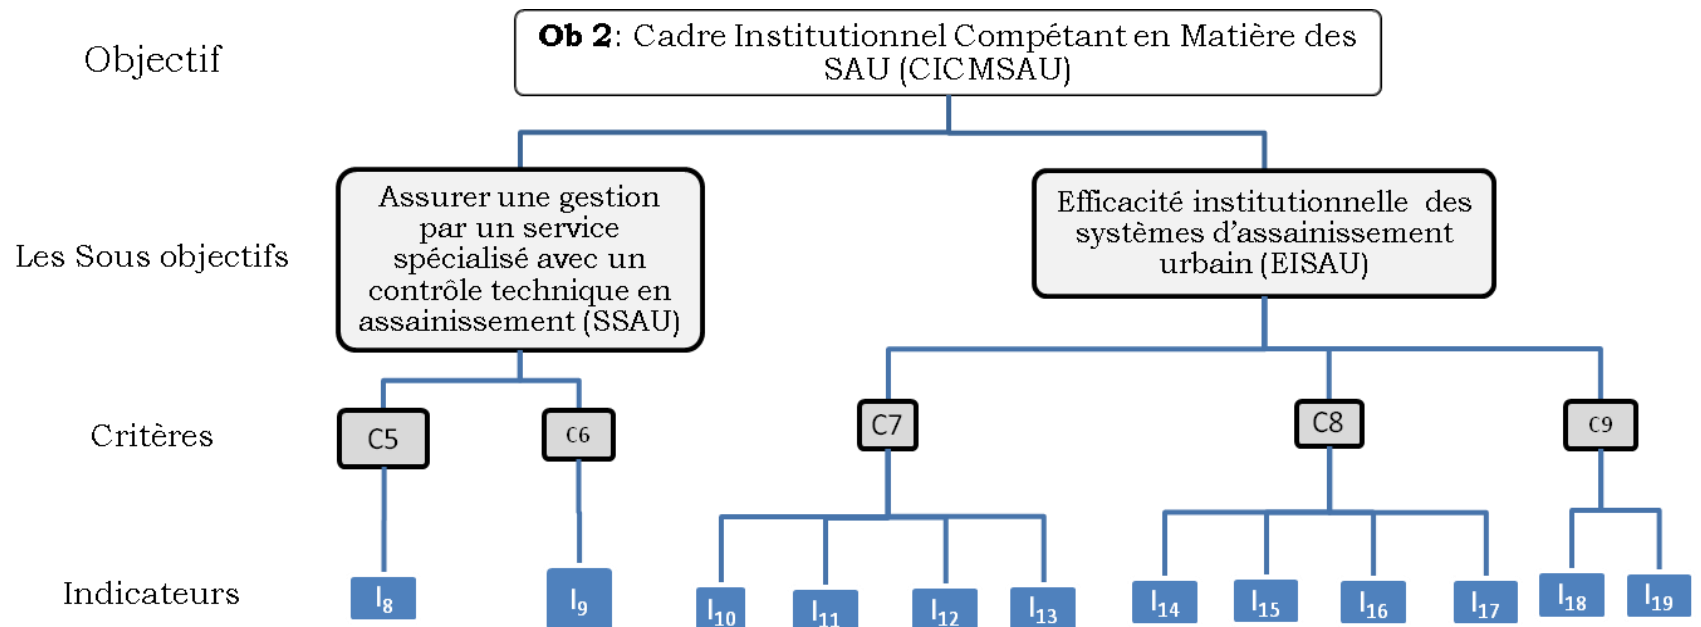 Objectif
Ob 2: Cadre Institutionnel Compétant en Matière des
SAU (CICMSAU)
Les Sous objectifs
Assurer une gestion
par un service
spécialisé avec un
contrôle technique en
assainissement (SSAU)
Efficacité institutionnelle des
systèmes d’assainissement
urbain (EISAU)
Critères
C5
C6
C7
C8
C9
Indicateurs
I8
I9
I10
I11
I12
I13
I14
I15
I16
I17
I18
I19